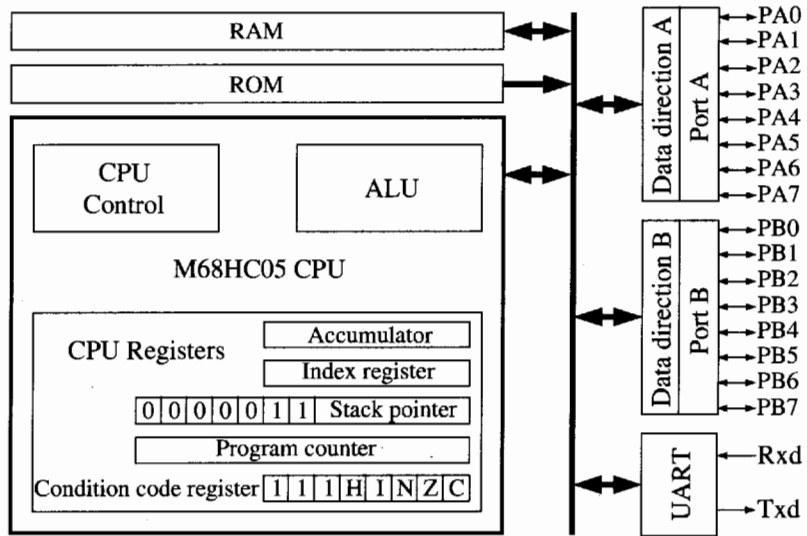 RAM
ROM
CPU
Control
ALU
M68HC05 CPU
CPU Registers
Accumulator
Index register
0 0 0 0 0 1 1 Stack pointer
Program counter
Condition code register 1 1 1 H I N Z C
Data direction A
Port A
PA0
PA1
PA2
PA3
PA4
PA5
PA6
PA7
Data direction B
Port B
PB0
PB1
PB2
PB3
PB4
PB5
PB6
PB7
UART
Rxd
Txd